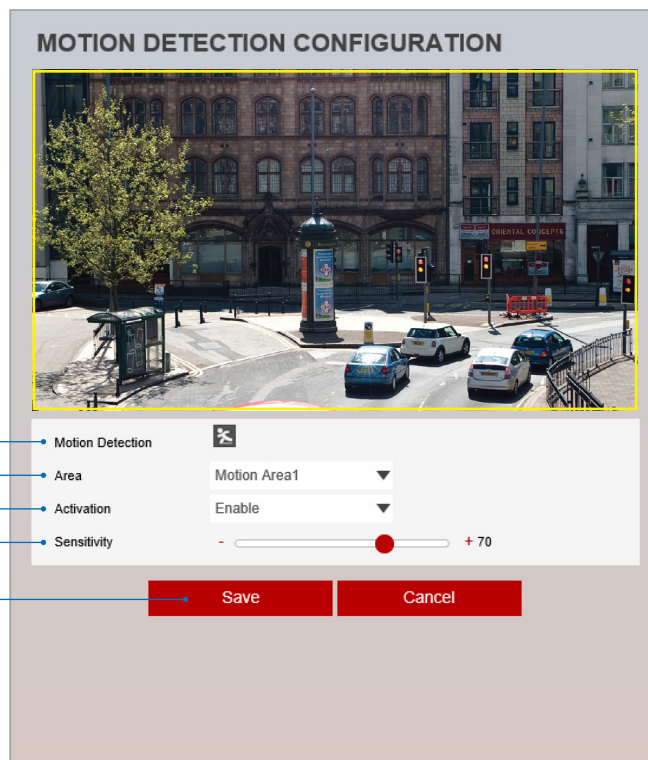 MOTION DETECTION CONFIGURATION
ORIENTAL CONCEPTS
Motion Detection
Area
Motion Area1
Activation
Enable
Sensitivity
-
+ 70
Save
Cancel